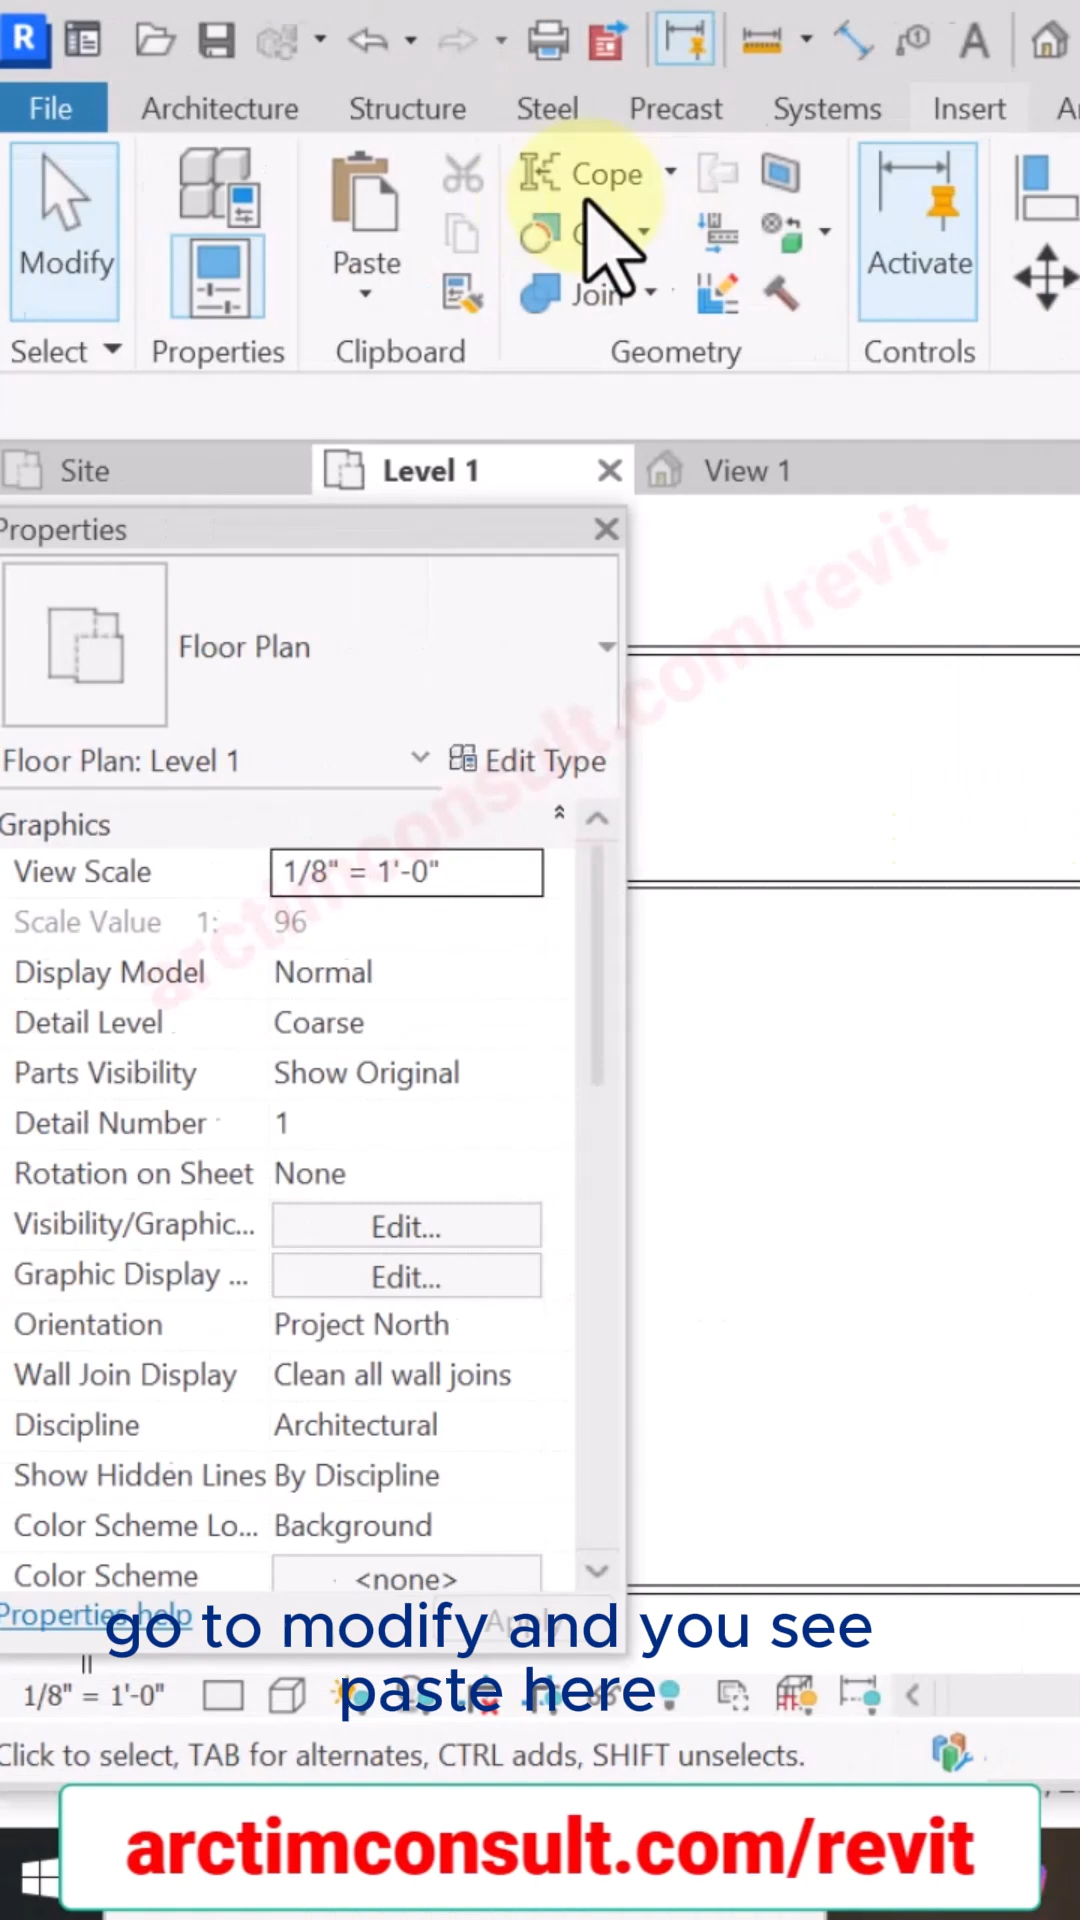 R
A
File Architecture Structure Steel Precast Systems Insert
Modify
Paste
Cope
Join
Activate
Select Properties Clipboard Geometry Controls
Site Level 1 View 1
Properties
Floor Plan
Floor Plan: Level 1 Edit Type
Graphics
View Scale 1/8" = 1'-0"
Scale Value 1: 96
Display Model Normal
Detail Level Coarse
Parts Visibility Show Original
Detail Number 1
Rotation on Sheet None
Visibility/Graphic... Edit...
Graphic Display ... Edit...
Orientation Project North
Wall Join Display Clean all wall joins
Discipline Architectural
Show Hidden Lines By Discipline
Color Scheme Lo... Background
Color Scheme <none>
Properties help Apply
go to modify and you see
paste here
1/8" = 1'-0"
Click to select, TAB for alternates, CTRL adds, SHIFT unselects.
arctimconsult.com/revit
arctimconsult.com/revit